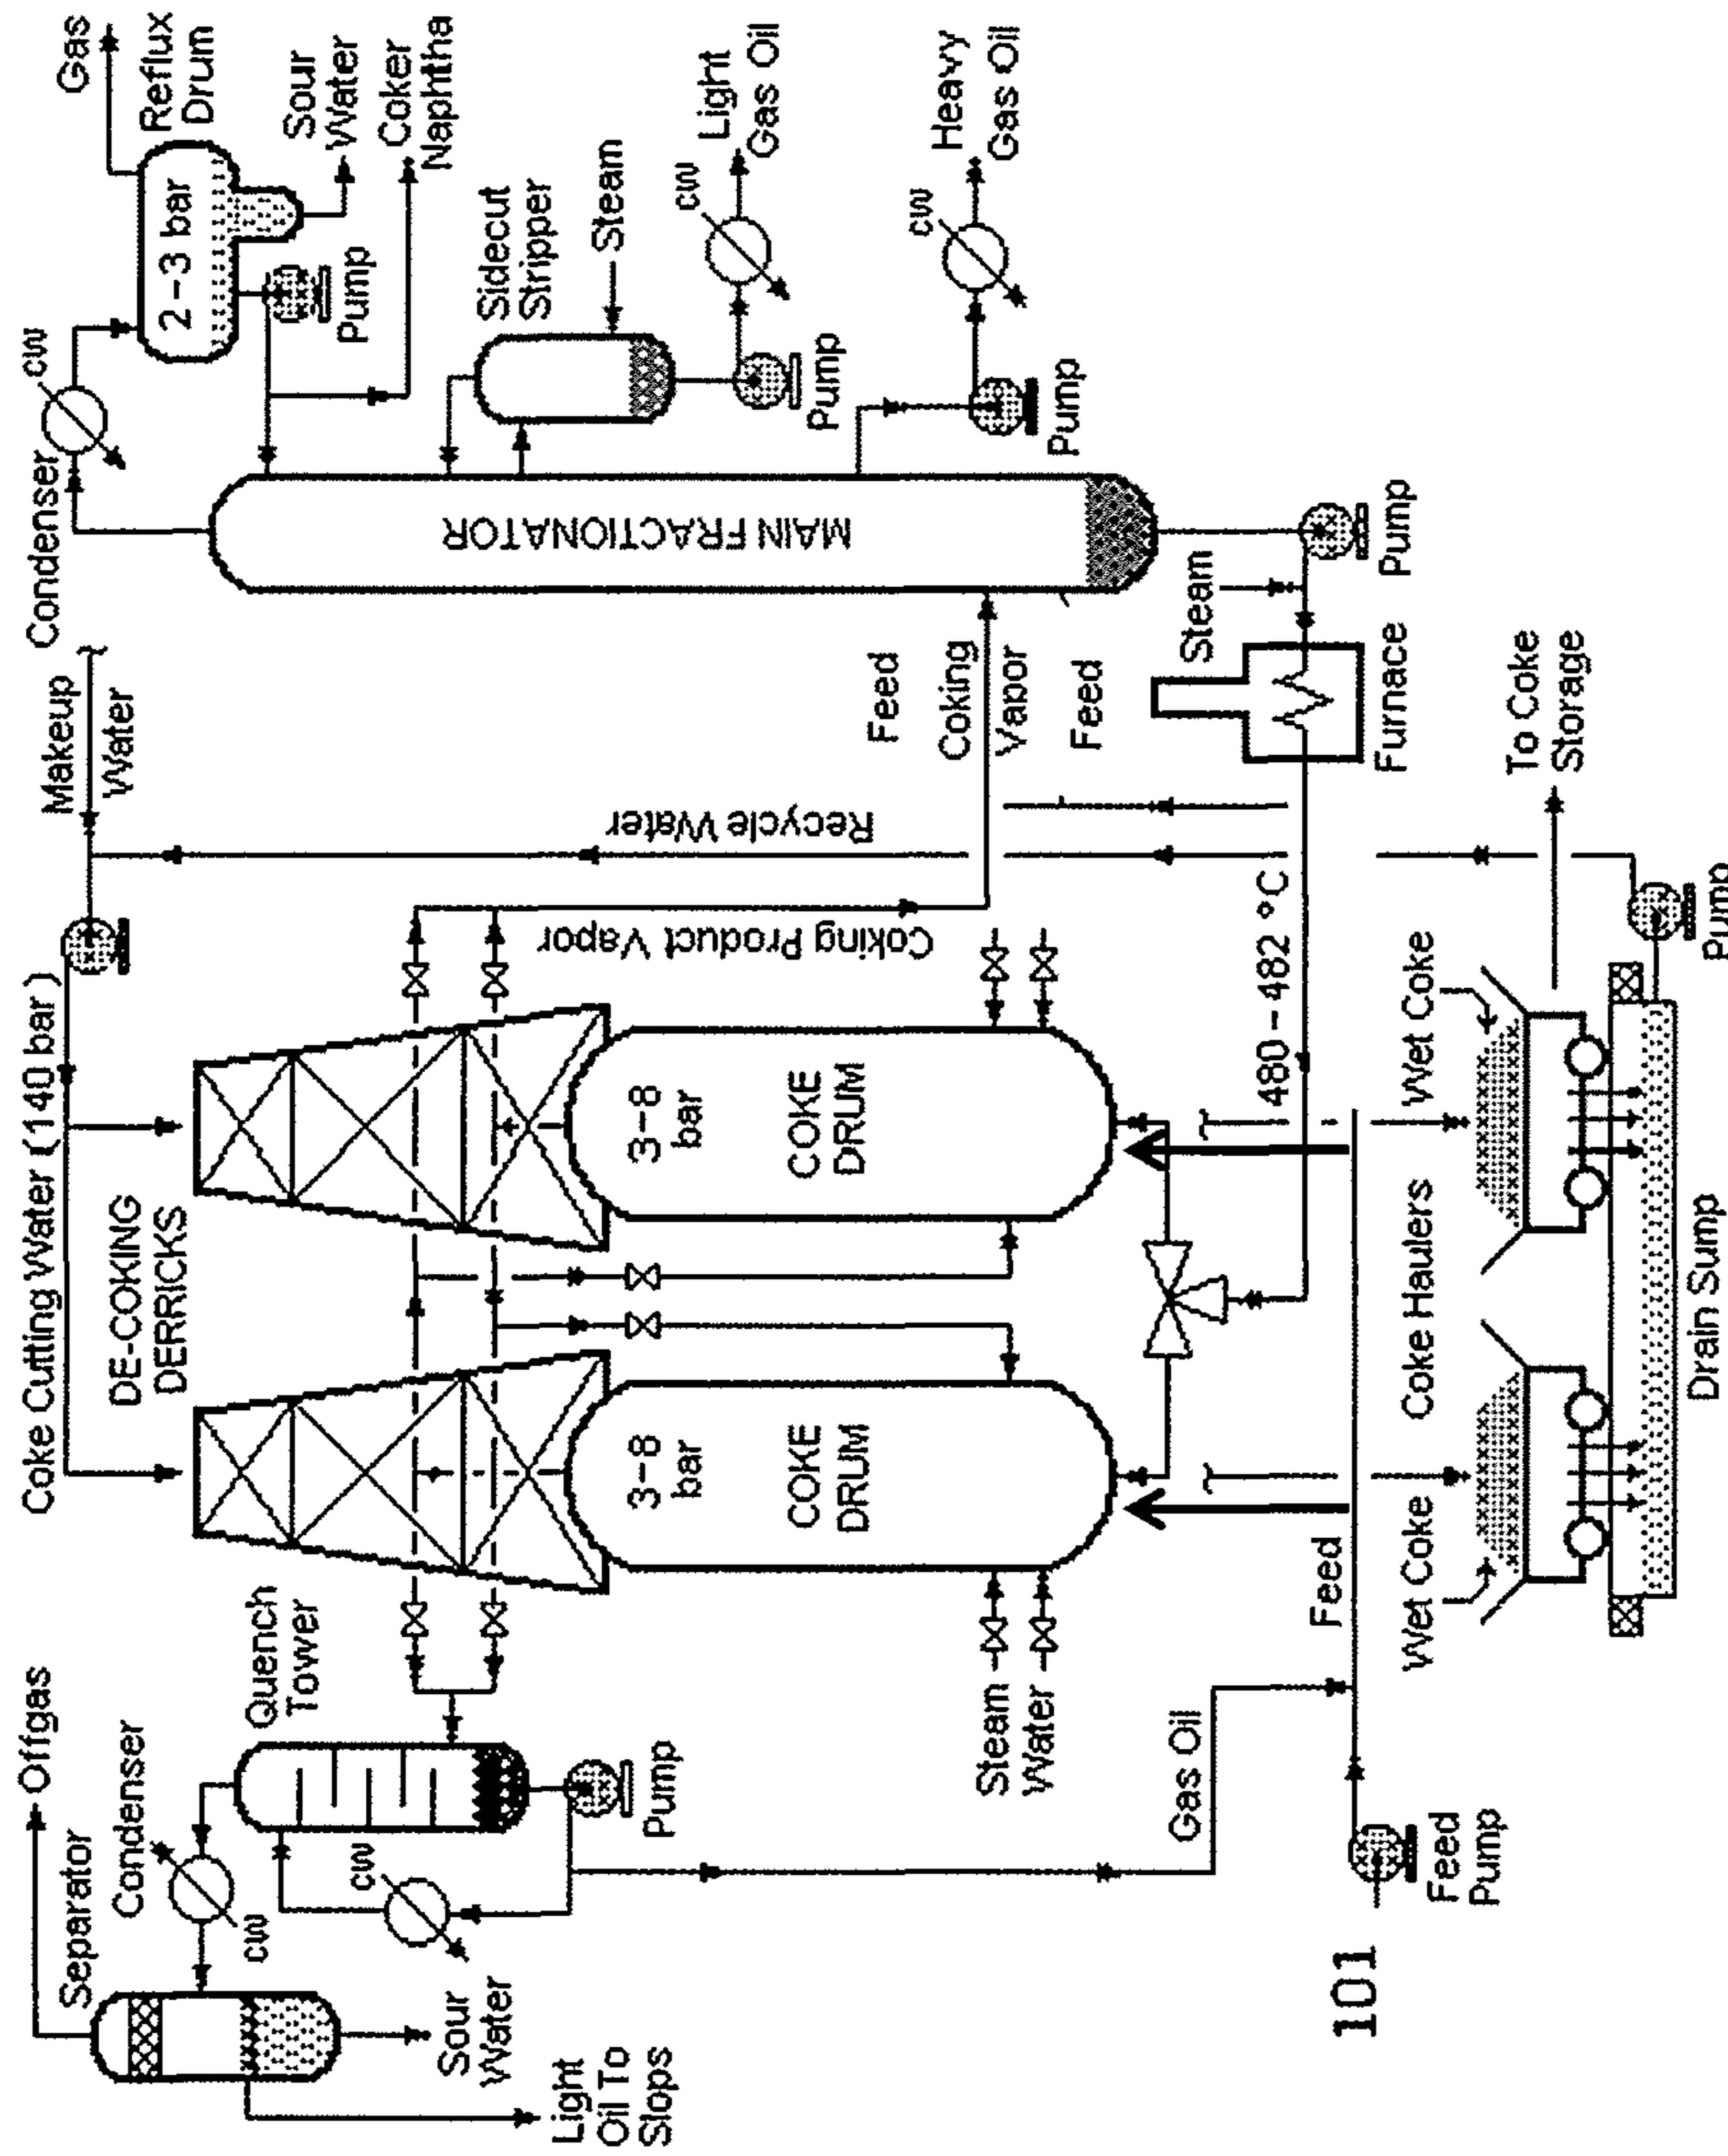 Offgas
Separator
Condenser
CW
Sour
Water
Light
Oil To
Slops
Quench
Tower
CW
Pump
Coke Cutting Water (140 bar)
DE-COKING
DERRICKS
Makeup
Water
Condenser
CW
Gas
Reflux
Drum
2-3 bar
Sour
Water
Coker
Naphtha
Pump
Sidecut
Stripper
Steam
CW
Light
Gas Oil
Pump
CW
Heavy
Gas Oil
Pump
MAIN FRACTIONATOR
Recycle Water
Coking Product Vapor
Feed
Coking
Vapor
Feed
3-8
bar
COKE
DRUM
3-8
bar
COKE
DRUM
Steam
Water
Gas Oil
Steam
Pump
Furnace
480-482 °C
Feed
101
Feed
Pump
Wet Coke
Coke Haulers
Wet Coke
To Coke
Storage
Pump
Drain Sump